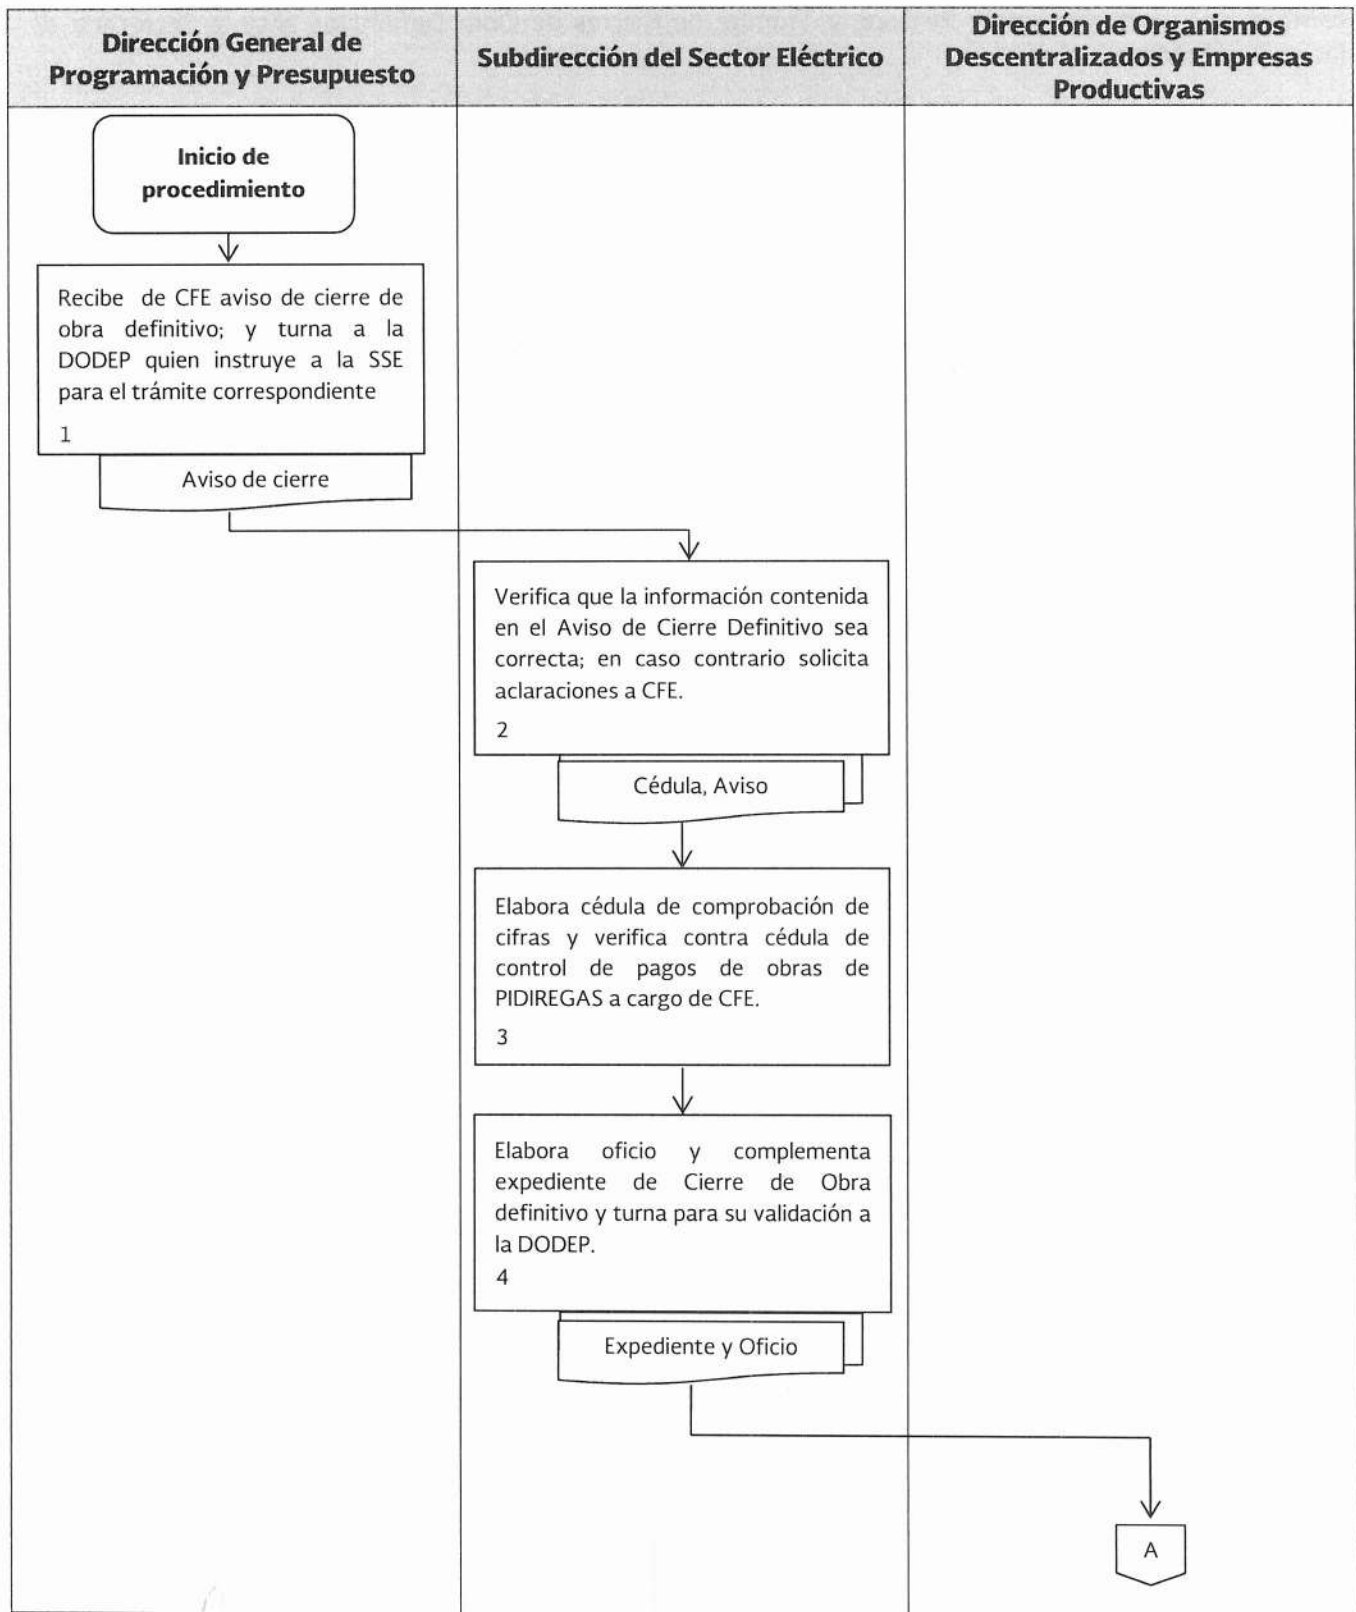 Dirección General de
Programación y Presupuesto
Subdirección del Sector Eléctrico
Dirección de Organismos
Descentralizados y Empresas
Productivas
Inicio de
procedimiento
Recibe de CFE aviso de cierre de
obra definitivo; y turna a la
DODEP quien instruye a la SSE
para el trámite correspondiente
1
Aviso de cierre
Verifica que la información contenida
en el Aviso de Cierre Definitivo sea
correcta; en caso contrario solicita
aclaraciones a CFE.
2
Cédula, Aviso
Elabora cédula de comprobación de
cifras y verifica contra cédula de
control de pagos de obras de
PIDIREGAS a cargo de CFE.
3
Elabora oficio y complementa
expediente de Cierre de Obra
definitivo y turna para su validación a
la DODEP.
4
Expediente y Oficio
A